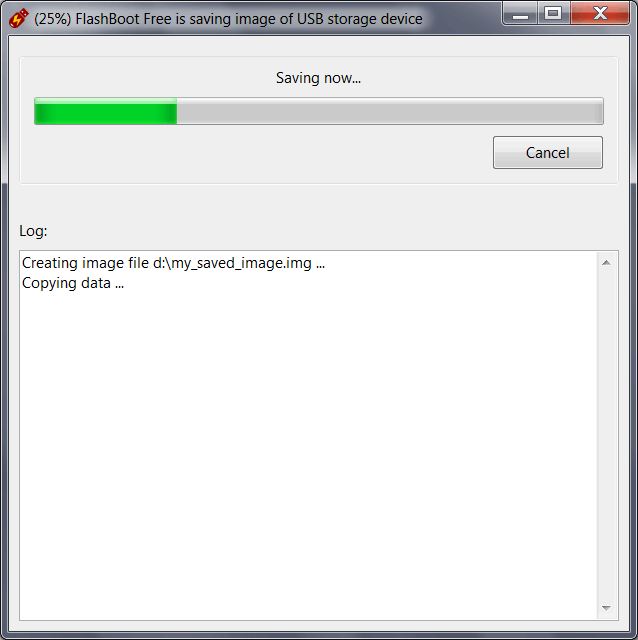 (25%) FlashBoot Free is saving image of USB storage device
Saving now...
Cancel
Log:
Creating image file d:\my_saved_image.img ...
Copying data ...